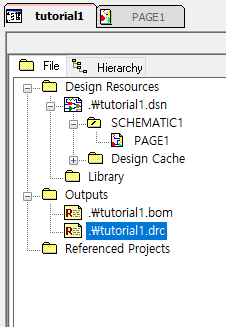 tutorial1 PAGE1
File Hierarchy
Design Resources
.₩tutorial1.dsn
SCHEMATIC1
PAGE1
Design Cache
Library
Outputs
.₩tutorial1.bom
.₩tutorial1.drc
Referenced Projects